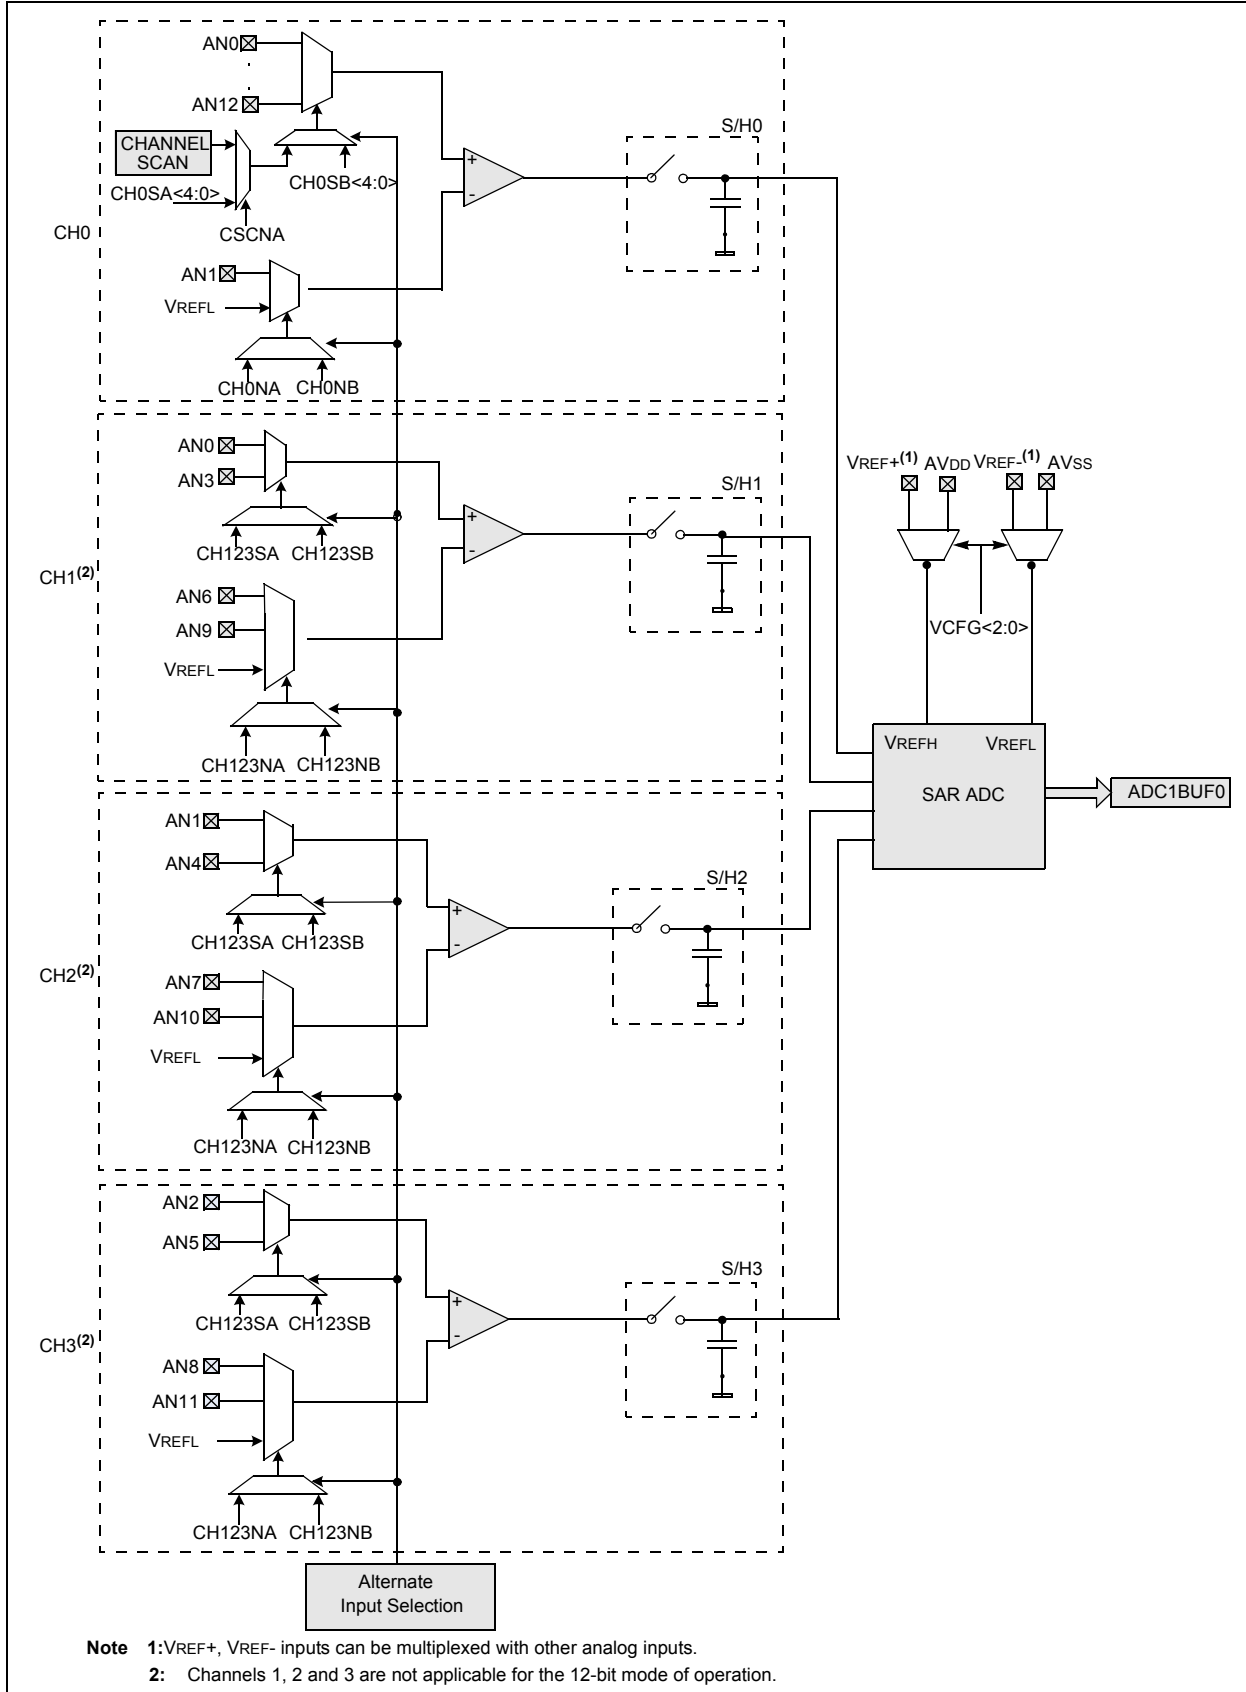 AN0
.
.
AN12
CHANNEL
SCAN
CH0SA<4:0>
CH0SB<4:0>
CSCNA
CH0
AN1
VREFL
CH0NA CH0NB
+
-
S/H0
AN0
AN3
CH123SA CH123SB
CH1(2)
AN6
AN9
VREFL
CH123NA CH123NB
+
-
S/H1
VREF+(1) AVDD VREF-(1) AVSS
VCFG<2:0>
VREFH VREFL
SAR ADC
ADC1BUF0
AN1
AN4
CH123SA CH123SB
CH2(2)
AN7
AN10
VREFL
CH123NA CH123NB
+
-
S/H2
AN2
AN5
CH123SA CH123SB
CH3(2)
AN8
AN11
VREFL
CH123NA CH123NB
+
-
S/H3
Alternate
Input Selection
Note 1:VREF+, VREF- inputs can be multiplexed with other analog inputs.
2: Channels 1, 2 and 3 are not applicable for the 12-bit mode of operation.